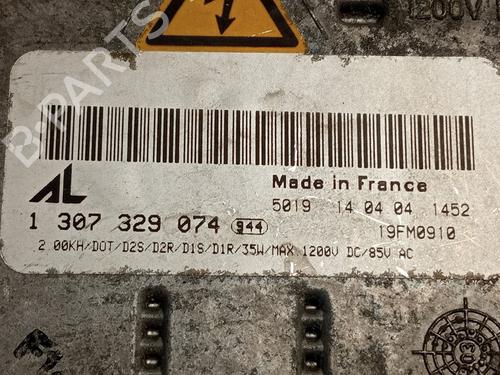 1200V
B-PARTS
AL
Made in France
5019 14 04 04 1452
1 307 329 074 944
T9FM0910
2.00KH/DOT/D2S/D2R/D1S/D1R/35W/MAX 1200V DC/85V AC